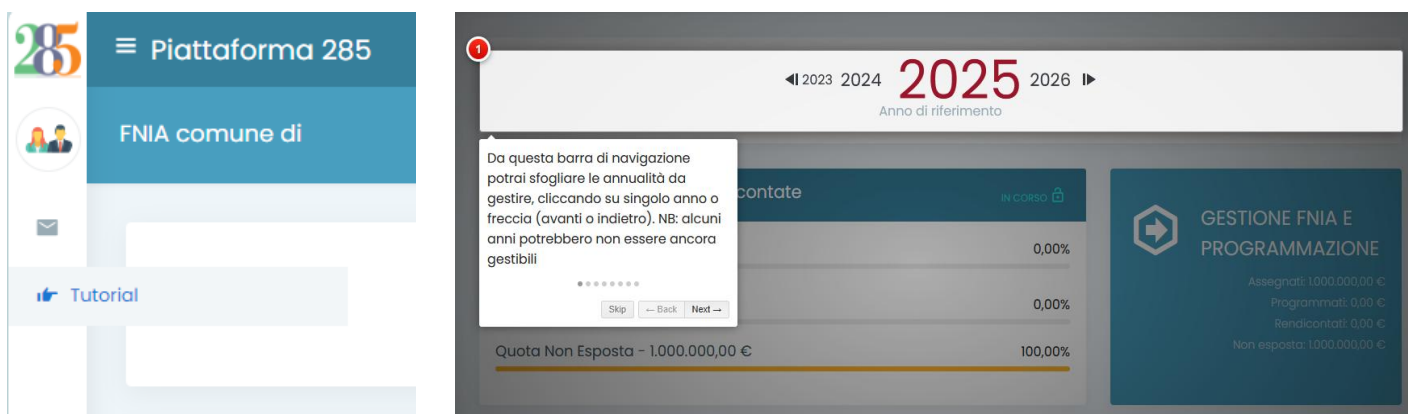 285
≡ Piattaforma 285
FNIA comune di
Tutorial
1
2023 2024 2025 2026
Anno di riferimento
Da questa barra di navigazione
potrai sfogliare le annualità da
gestire, cliccando su singolo anno o
freccia (avanti o indietro). NB: alcuni
anni potrebbero non essere ancora
gestibili
Skip ← Back Next →
contate
IN CORSO
0,00%
0,00%
Quota Non Esposta - 1.000.000,00 € 100,00%
GESTIONE FNIA E
PROGRAMMAZIONE
Assegnati: 1.000.000,00 €
Programmati: 0,00 €
Rendicontati: 0,00 €
Non esposta: 1.000.000,00 €